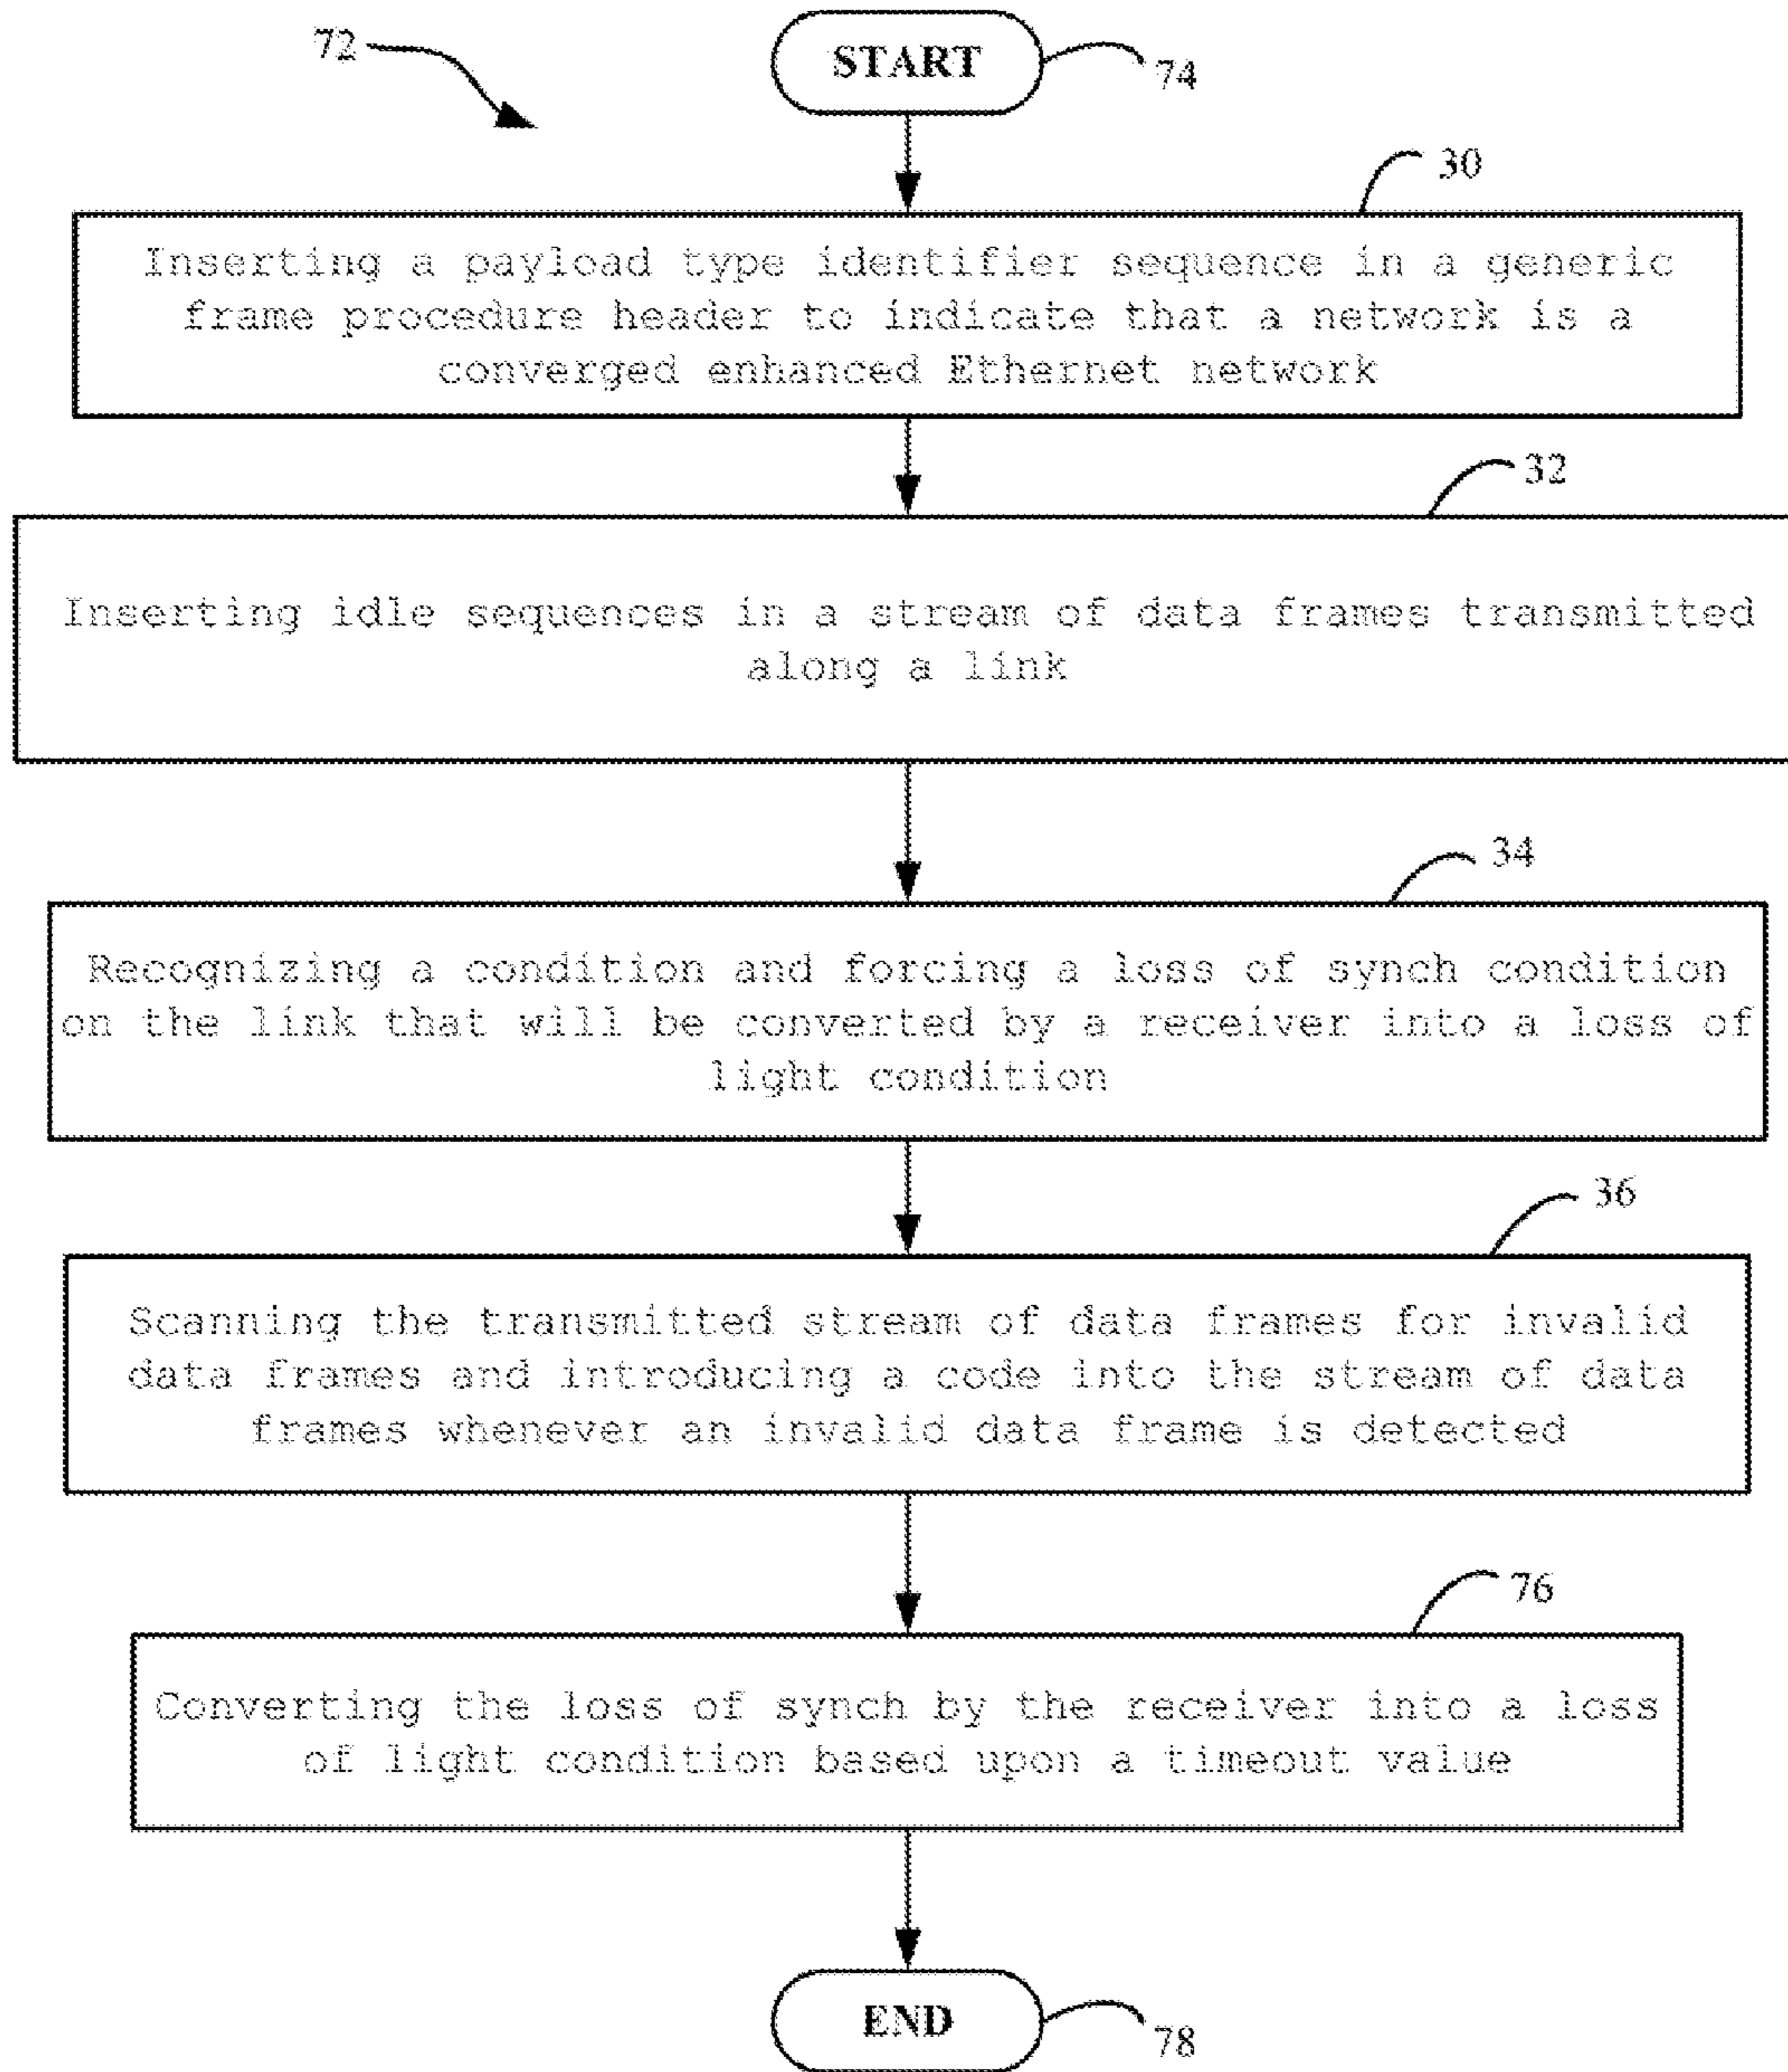 72
START
74
30
Inserting a payload type identifier sequence in a generic
frame procedure header to indicate that a network is a
converged enhanced Ethernet network
32
Inserting idle sequences in a stream of data frames transmitted
along a link
34
Recognizing a condition and forcing a loss of synch condition
on the link that will be converted by a receiver into a loss of
light condition
36
Scanning the transmitted stream of data frames for invalid
data frames and introducing a code into the stream of data
frames whenever an invalid data frame is detected
76
Converting the loss of synch by the receiver into a loss
of light condition based upon a timeout value
END
78